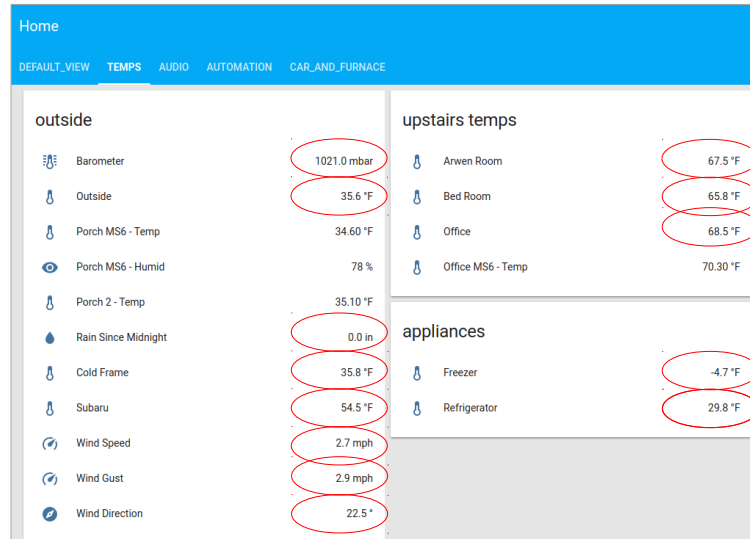 Home
DEFAULT_VIEW TEMPS AUDIO AUTOMATION CAR_AND_FURNACE
outside
Barometer 1021.0 mbar
Outside 35.6 °F
Porch MS6 - Temp 34.60 °F
Porch MS6 - Humid 78 %
Porch 2 - Temp 35.10 °F
Rain Since Midnight 0.0 in
Cold Frame 35.8 °F
Subaru 54.5 °F
Wind Speed 2.7 mph
Wind Gust 2.9 mph
Wind Direction 22.5 °
upstairs temps
Arwen Room 67.5 °F
Bed Room 65.8 °F
Office 68.5 °F
Office MS6 - Temp 70.30 °F
appliances
Freezer -4.7 °F
Refrigerator 29.8 °F